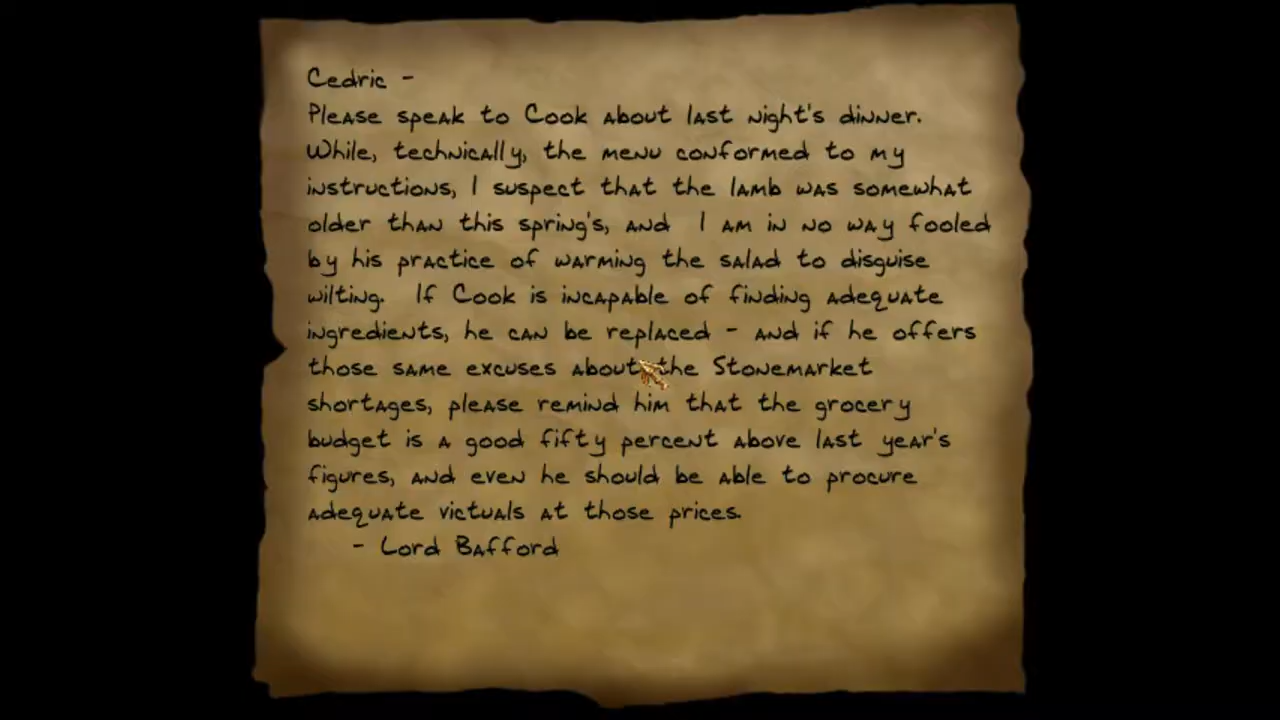 Cedric -
Please speak to Cook about last night's dinner.
While, technically, the menu conformed to my
instructions, I suspect that the lamb was somewhat
older than this spring's, and  I am in no way fooled
by his practice of warming the salad to disguise
wilting.  If Cook is incapable of finding adequate
ingredients, he can be replaced - and if he offers
those same excuses about the Stonemarket
shortages, please remind him that the grocery
budget is a good fifty percent above last year's
figures, and even he should be able to procure
adequate victuals at those prices.
- Lord Bafford